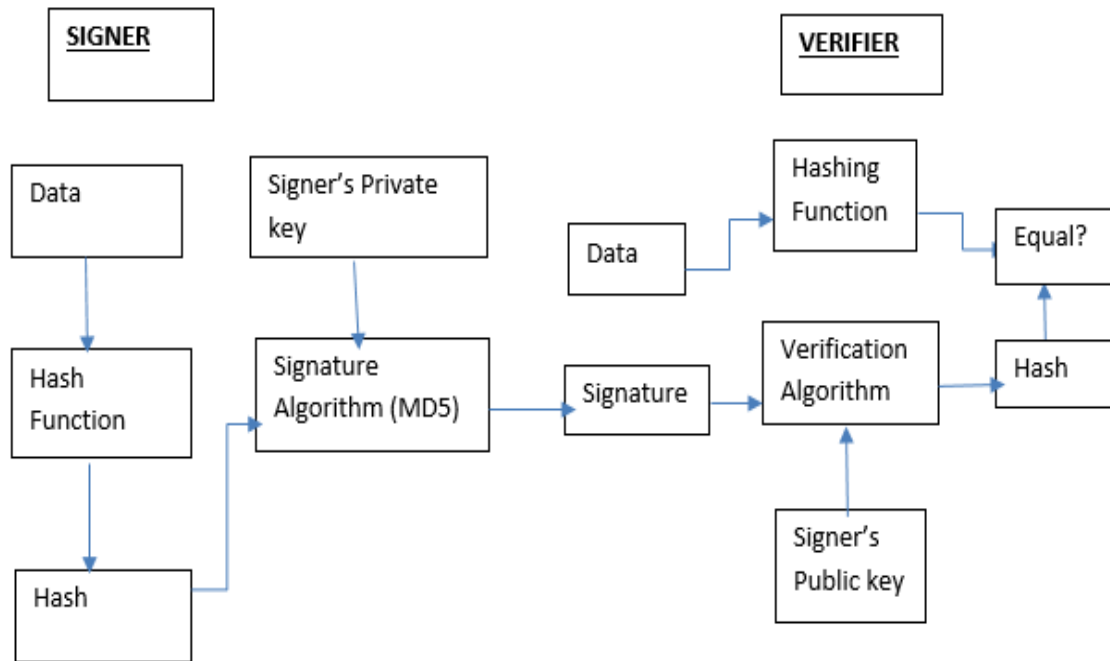 SIGNER
VERIFIER
Data
Signer’s Private
key
Hashing
Function
Data
Equal?
Hash
Function
Signature
Algorithm (MD5)
Signature
Verification
Algorithm
Hash
Signer’s
Public key
Hash